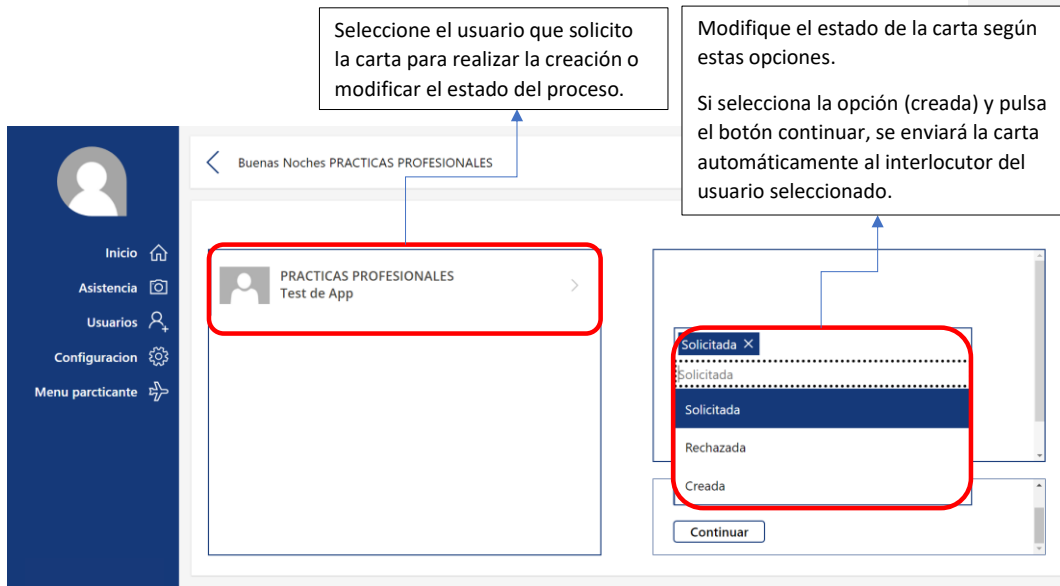 Seleccione el usuario que solicito
la carta para realizar la creación o
modificar el estado del proceso.
Modifique el estado de la carta según
estas opciones.
Si selecciona la opción (creada) y pulsa
el botón continuar, se enviará la carta
automáticamente al interlocutor del
usuario seleccionado.
Buenas Noches PRACTICAS PROFESIONALES
Inicio
Asistencia
Usuarios
Configuracion
Menu parcticante
PRACTICAS PROFESIONALES
Test de App
Solicitada
Solicitada
Solicitada
Rechazada
Creada
Continuar